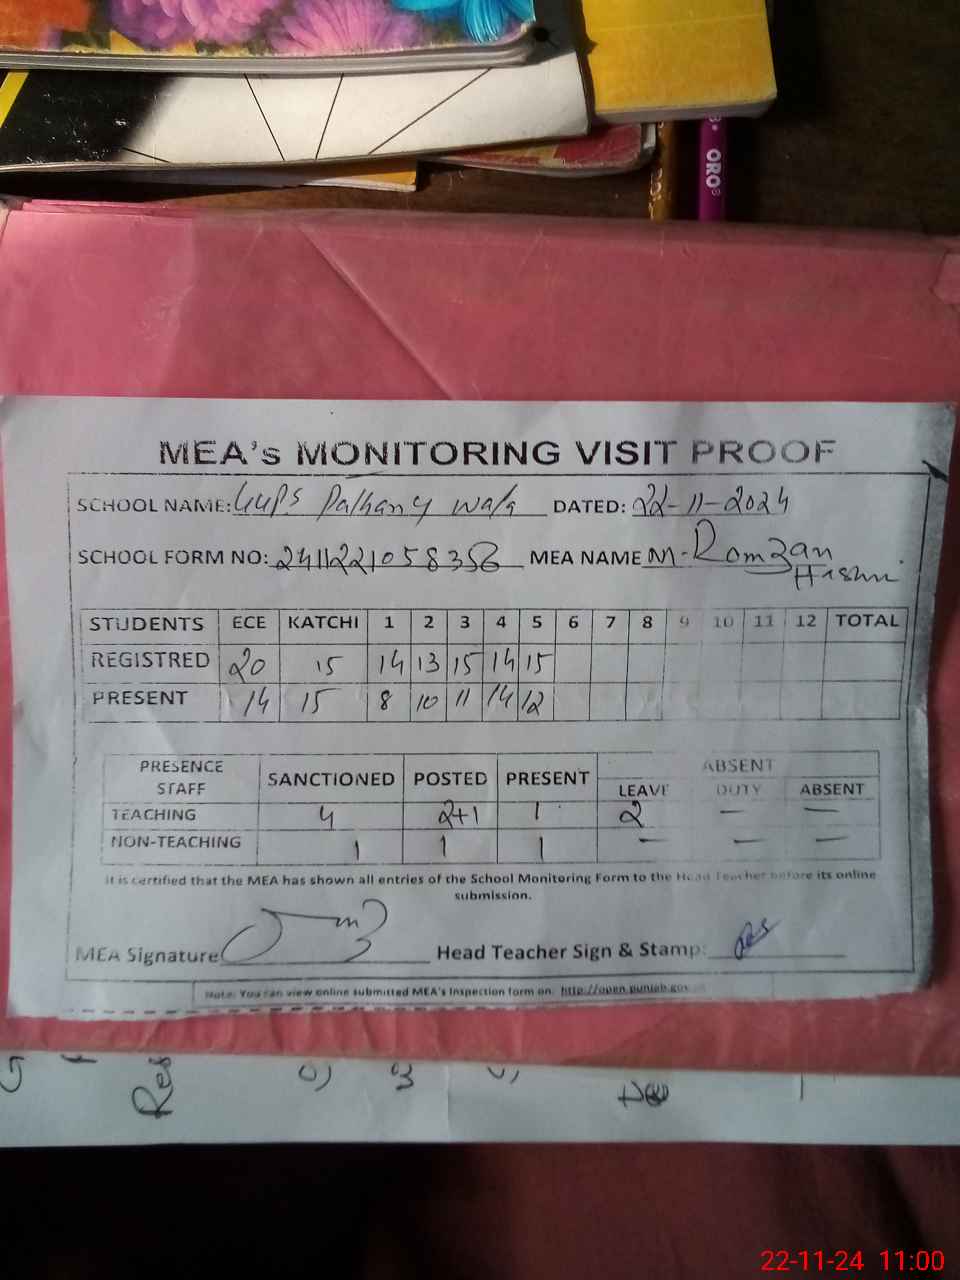 ORO
MEA's MONITORING VISIT PROOF
SCHOOL NAME: GGPS Palhany wala DATED: 22-11-2024
SCHOOL FORM NO: 241122105835 MEA NAME M. Ramzan
Hashmi
STUDENTS ECE KATCHI 1 2 3 4 5 6 7 8 9 10 11 12 TOTAL
REGISTRED 20 15 14 13 15 14 15
PRESENT 14 15 8 10 11 14 12
PRESENCE STAFF SANCTIONED POSTED PRESENT ABSENT
LEAVE DUTY ABSENT
TEACHING 4 2+1 1 2 — —
NON-TEACHING 1 1 1 — — —
It is certified that the MEA has shown all entries of the School Monitoring Form to the Head Teacher before its online
submission.
MEA Signature Head Teacher Sign & Stamp:
Note: You can view online submitted MEA's Inspection form on: http://open.punjab.gov
Res
22-11-24 11:00